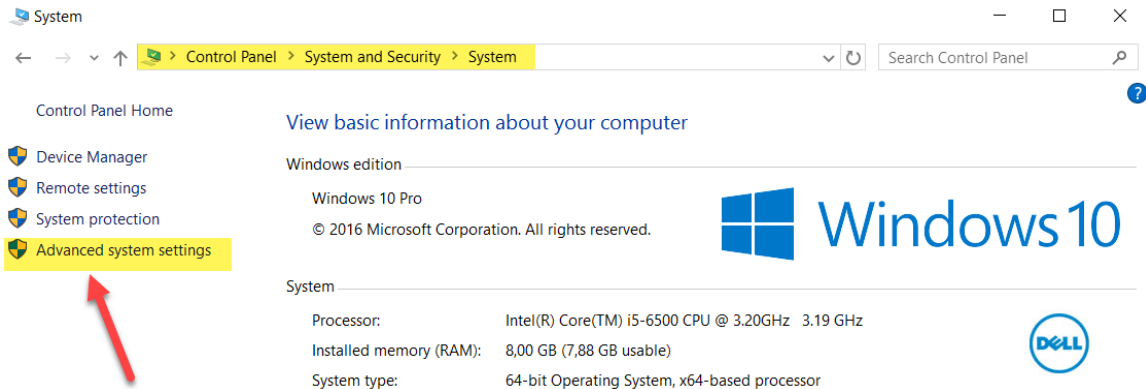 System
Control Panel > System and Security > System
Search Control Panel
?
Control Panel Home
Device Manager
Remote settings
System protection
Advanced system settings
View basic information about your computer
Windows edition
Windows 10 Pro
© 2016 Microsoft Corporation. All rights reserved.
Windows 10
System
Processor: Intel(R) Core(TM) i5-6500 CPU @ 3.20GHz 3.19 GHz
Installed memory (RAM): 8,00 GB (7,88 GB usable)
System type: 64-bit Operating System, x64-based processor
DELL